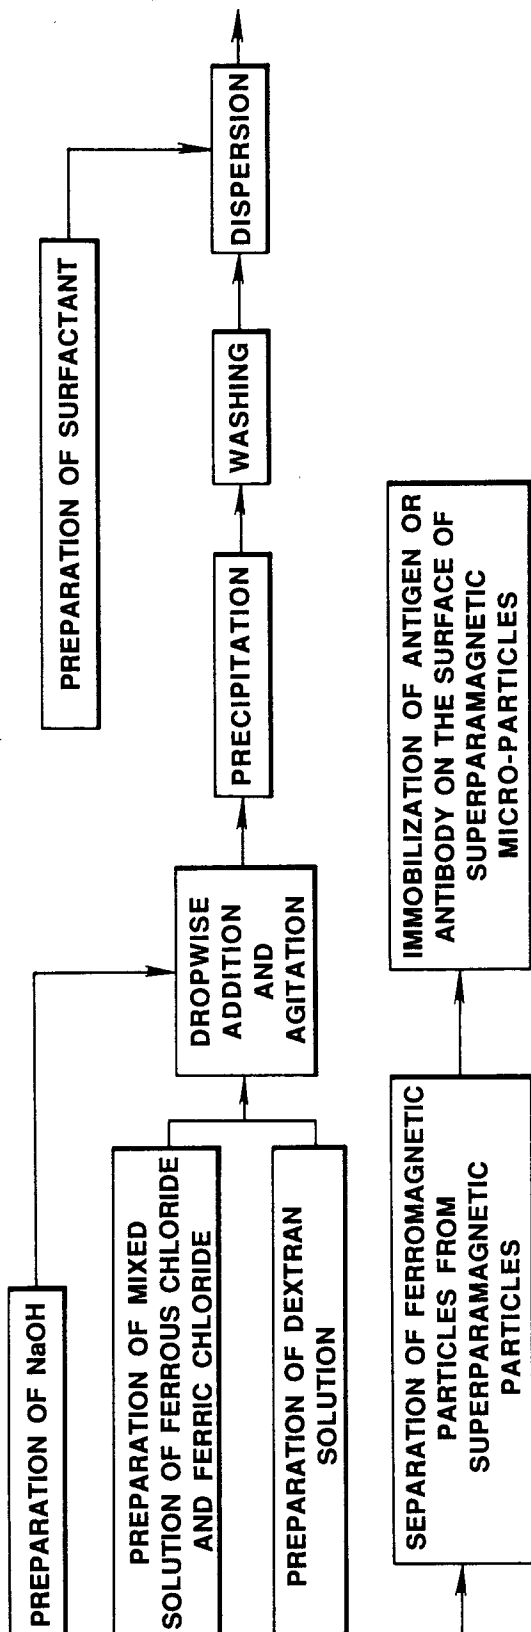 PREPARATION OF NaOH
PREPARATION OF MIXED
SOLUTION OF FERROUS CHLORIDE
AND FERRIC CHLORIDE
PREPARATION OF DEXTRAN
SOLUTION
DROPWISE
ADDITION
AND
AGITATION
PRECIPITATION
WASHING
PREPARATION OF SURFACTANT
DISPERSION
SEPARATION OF FERROMAGNETIC
PARTICLES FROM
SUPERPARAMAGNETIC
PARTICLES
IMMOBILIZATION OF ANTIGEN OR
ANTIBODY ON THE SURFACE OF
SUPERPARAMAGNETIC
MICRO-PARTICLES